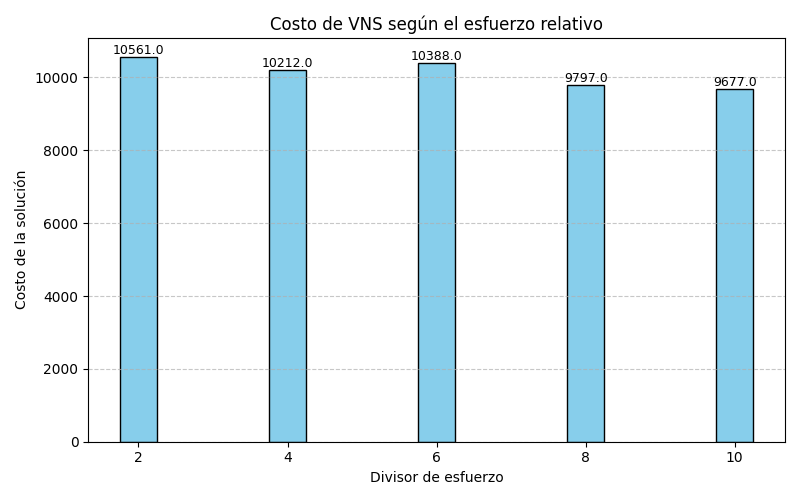 Costo de VNS según el esfuerzo relativo
10561.0
10212.0
10388.0
9797.0
9677.0
10000
8000
6000
4000
2000
0
Costo de la solución
2 4 6 8 10
Divisor de esfuerzo